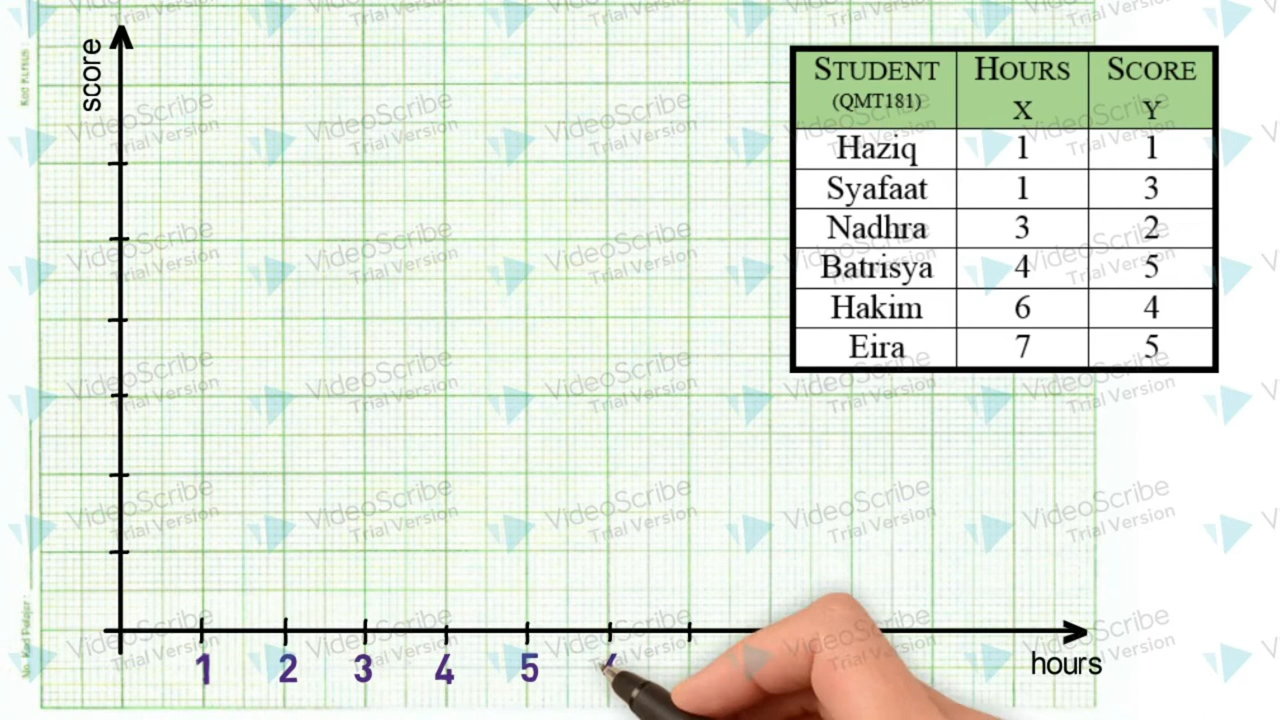 score
STUDENT HOURS SCORE
(QMT181) X Y
Haziq 1 1
Syafaat 1 3
Nadhra 3 2
Batrisya 4 5
Hakim 6 4
Eira 7 5
1 2 3 4 5
hours
VideoScribe
Trial Version